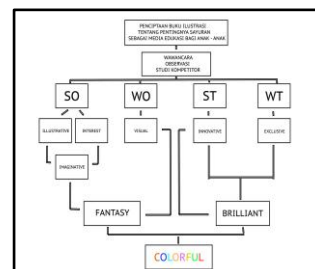 PENCIPTAAN BUKU ILUSTRASI
TENTANG PENTINGNYA SAYURAN
SEBAGAI MEDIA EDUKASI BAGI ANAK - ANAK
WAWANCARA
OBSERVASI
STUDI KOMPETITOR
SO
WO
ST
WT
ILLUSTRATIVE
INTEREST
VISUAL
INNOVATIVE
EXCLUSIVE
IMAGINATIVE
FANTASY
BRILLIANT
COLORFUL